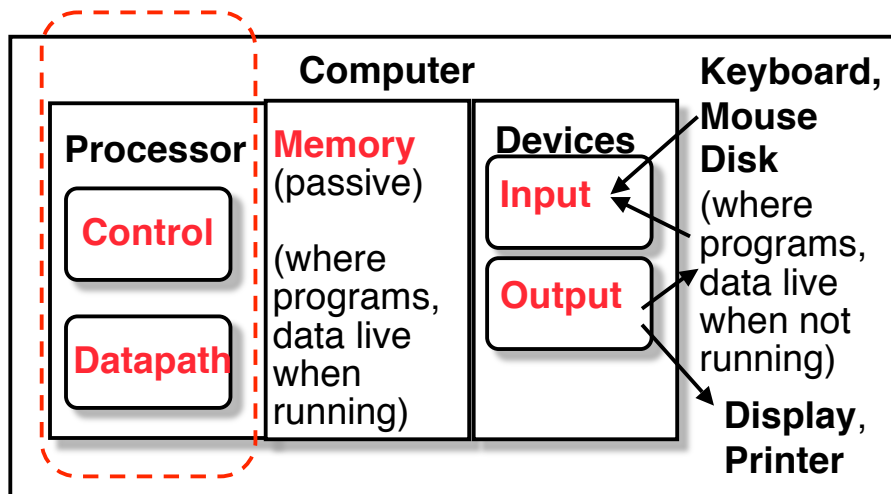 Computer
Processor
Control
Datapath
Memory
(passive)
(where
programs,
data live
when
running)
Devices
Input
Output
Keyboard,
Mouse
Disk
(where
programs,
data live
when not
running)
Display,
Printer